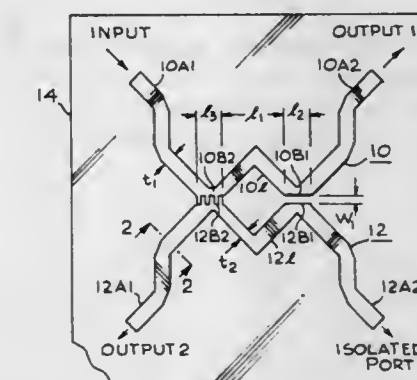 INPUT
OUTPUT 1
10A1
10A2
14
l3
l1
l2
10B2
10B1
10
t1
10l
W1
2
12B2
12B1
12
2
t2
12l
12A1
12A2
OUTPUT 2
ISOLATED
PORT